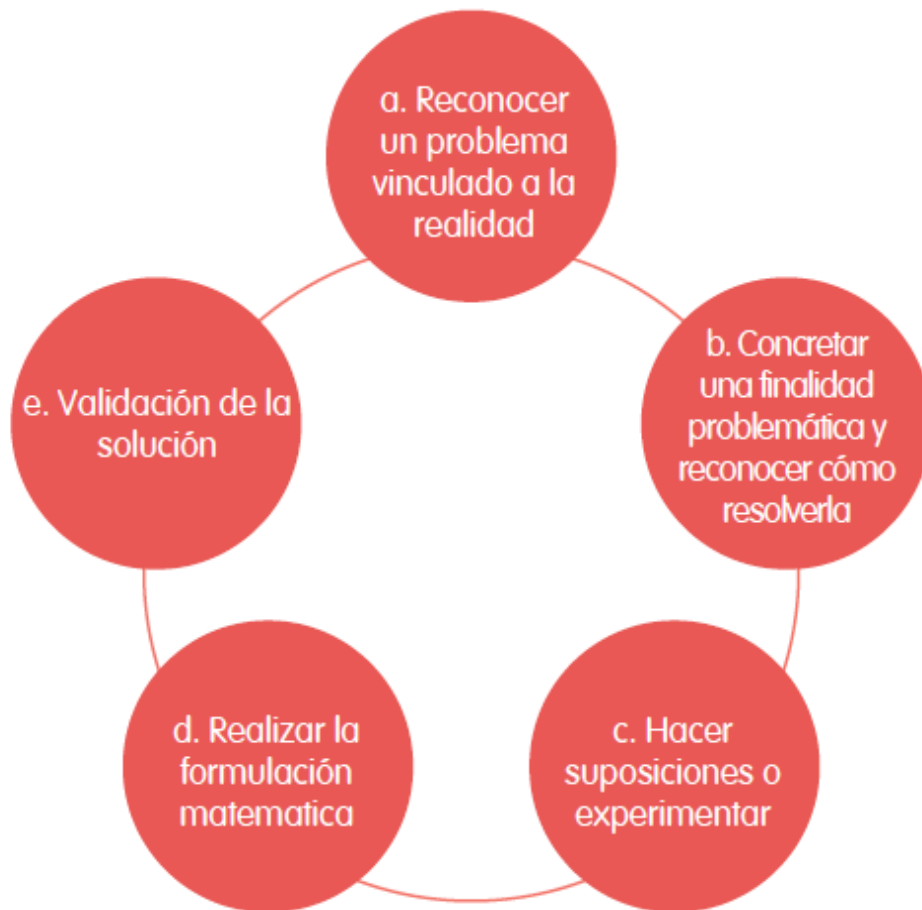 a. Reconocer
un problema
vinculado a la
realidad
b. Concretar
una finalidad
problemática y
reconocer cómo
resolverla
c. Hacer
suposiciones o
experimentar
d. Realizar la
formulación
matematica
e. Validación de la
solución